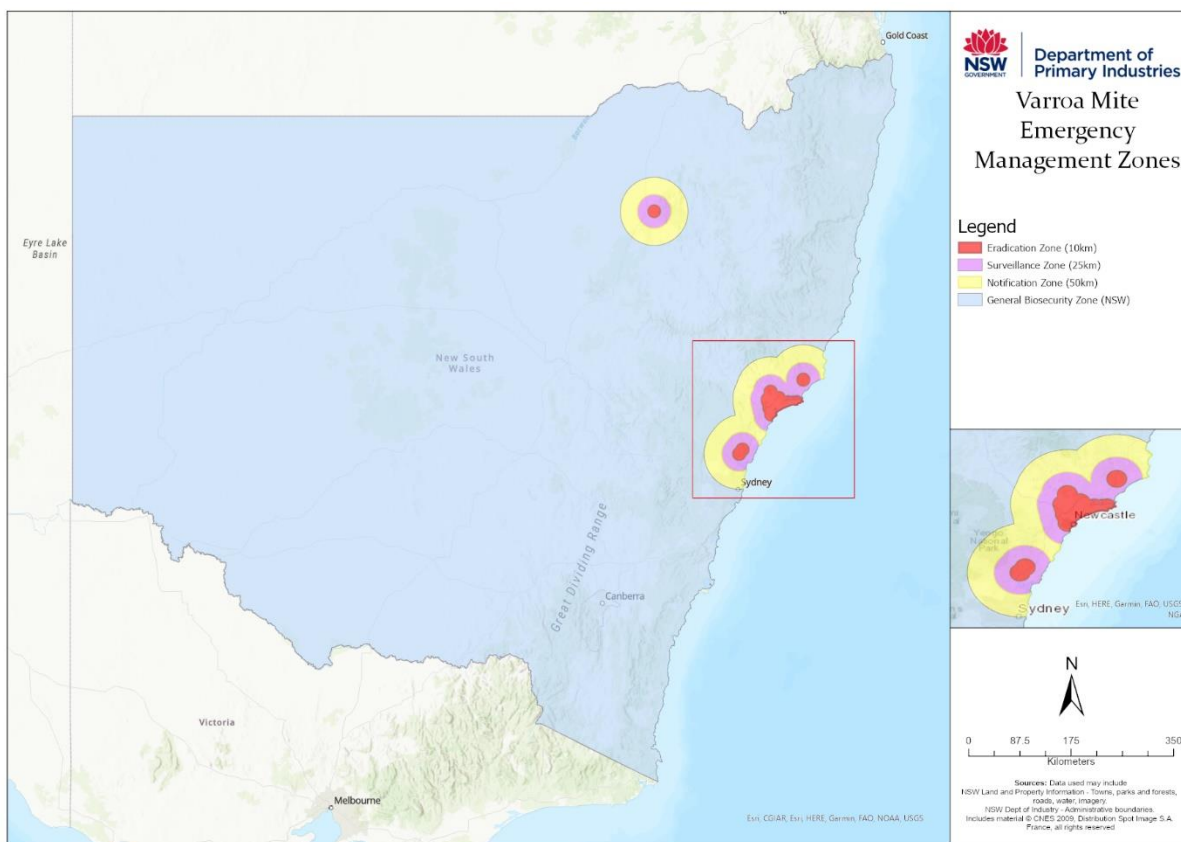 Gold Coast
Eyre Lake
Basin
New South
Wales
Sydney
Great Dividing Range
Canberra
Victoria
Melbourne
Esri, CGIAR, Esri, HERE, Garmin, FAO, NOAA, USGS
NSW
GOVERNMENT
Department of
Primary Industries
Varroa Mite
Emergency
Management Zones
Legend
Eradication Zone (10km)
Surveillance Zone (25km)
Notification Zone (50km)
General Biosecurity Zone (NSW)
Newcastle
National
Park
Sydney
Esri, HERE, Garmin, FAO, USGS
NGA
N
0 87.5 175 350
Kilometers
Sources: Data used may include
NSW Land and Property Information - Towns, parks and forests,
roads, water, imagery.
NSW Dept of Industry - Administrative boundaries.
Includes material © CNES 2009, Distribution Spot Image S.A.
France, all rights reserved